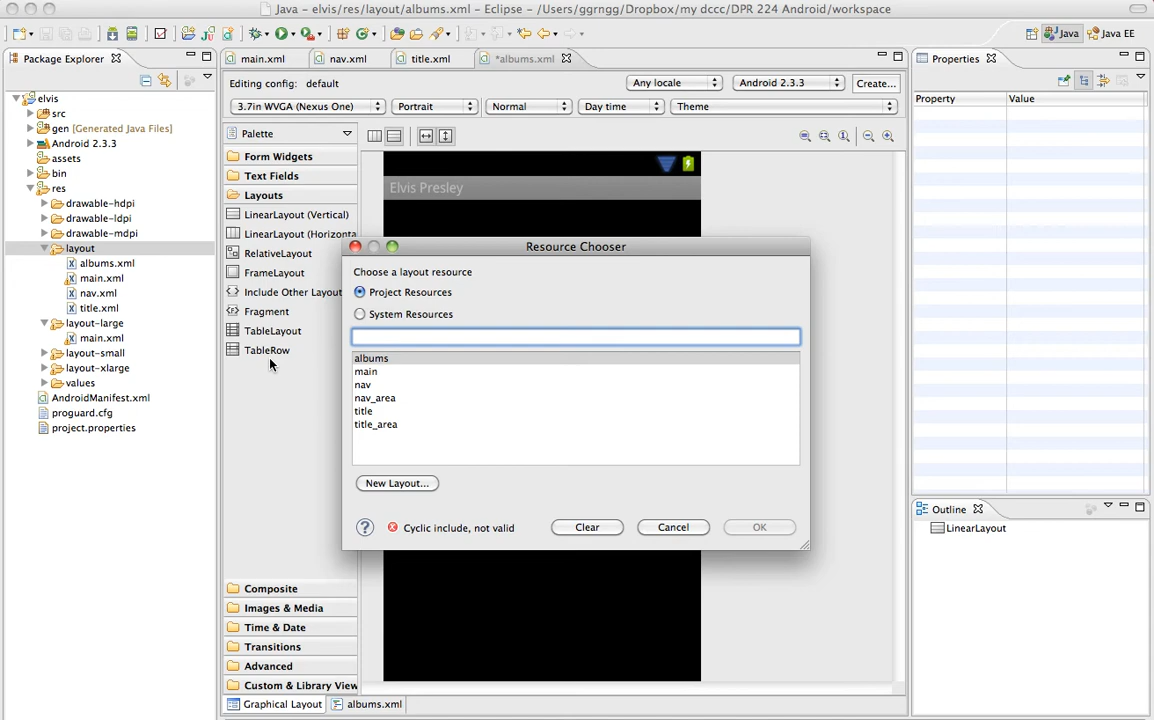 Java – elvis/res/layout/albums.xml – Eclipse – /Users/ggrngg/Dropbox/my dccc/DPR 224 Android/workspace
Java
Java EE
Package Explorer
main.xml
nav.xml
title.xml
*albums.xml
Properties
Editing config: default
Any locale
Android 2.3.3
Create...
3.7in WVGA (Nexus One)
Portrait
Normal
Day time
Theme
Property
Value
elvis
src
gen [Generated Java Files]
Android 2.3.3
assets
bin
res
drawable-hdpi
drawable-ldpi
drawable-mdpi
layout
albums.xml
main.xml
nav.xml
title.xml
layout-large
main.xml
layout-small
layout-xlarge
values
AndroidManifest.xml
proguard.cfg
project.properties
Palette
Form Widgets
Text Fields
Layouts
LinearLayout (Vertical)
LinearLayout (Horizonta
RelativeLayout
FrameLayout
Include Other Layout
Fragment
TableLayout
TableRow
Composite
Images & Media
Time & Date
Transitions
Advanced
Custom & Library View
Elvis Presley
Resource Chooser
Choose a layout resource
Project Resources
System Resources
albums
main
nav
nav_area
title
title_area
New Layout...
Cyclic include, not valid
Clear
Cancel
OK
Outline
LinearLayout
Graphical Layout
albums.xml